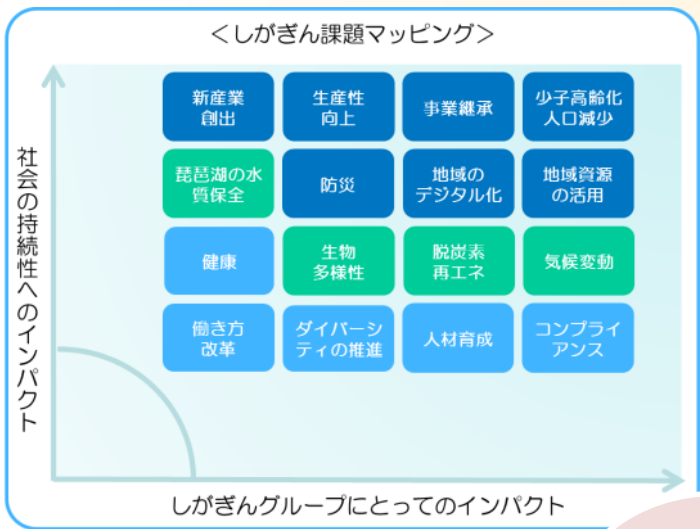 ＜しがぎん課題マッピング＞
社会の持続性へのインパクト
新産業
創出
生産性
向上
事業継承
少子高齢化
人口減少
琵琶湖の水
質保全
防災
地域の
デジタル化
地域資源
の活用
健康
生物
多様性
脱炭素
再エネ
気候変動
働き方
改革
ダイバーシ
ティの推進
人材育成
コンプライ
アンス
しがぎんグループにとってのインパクト